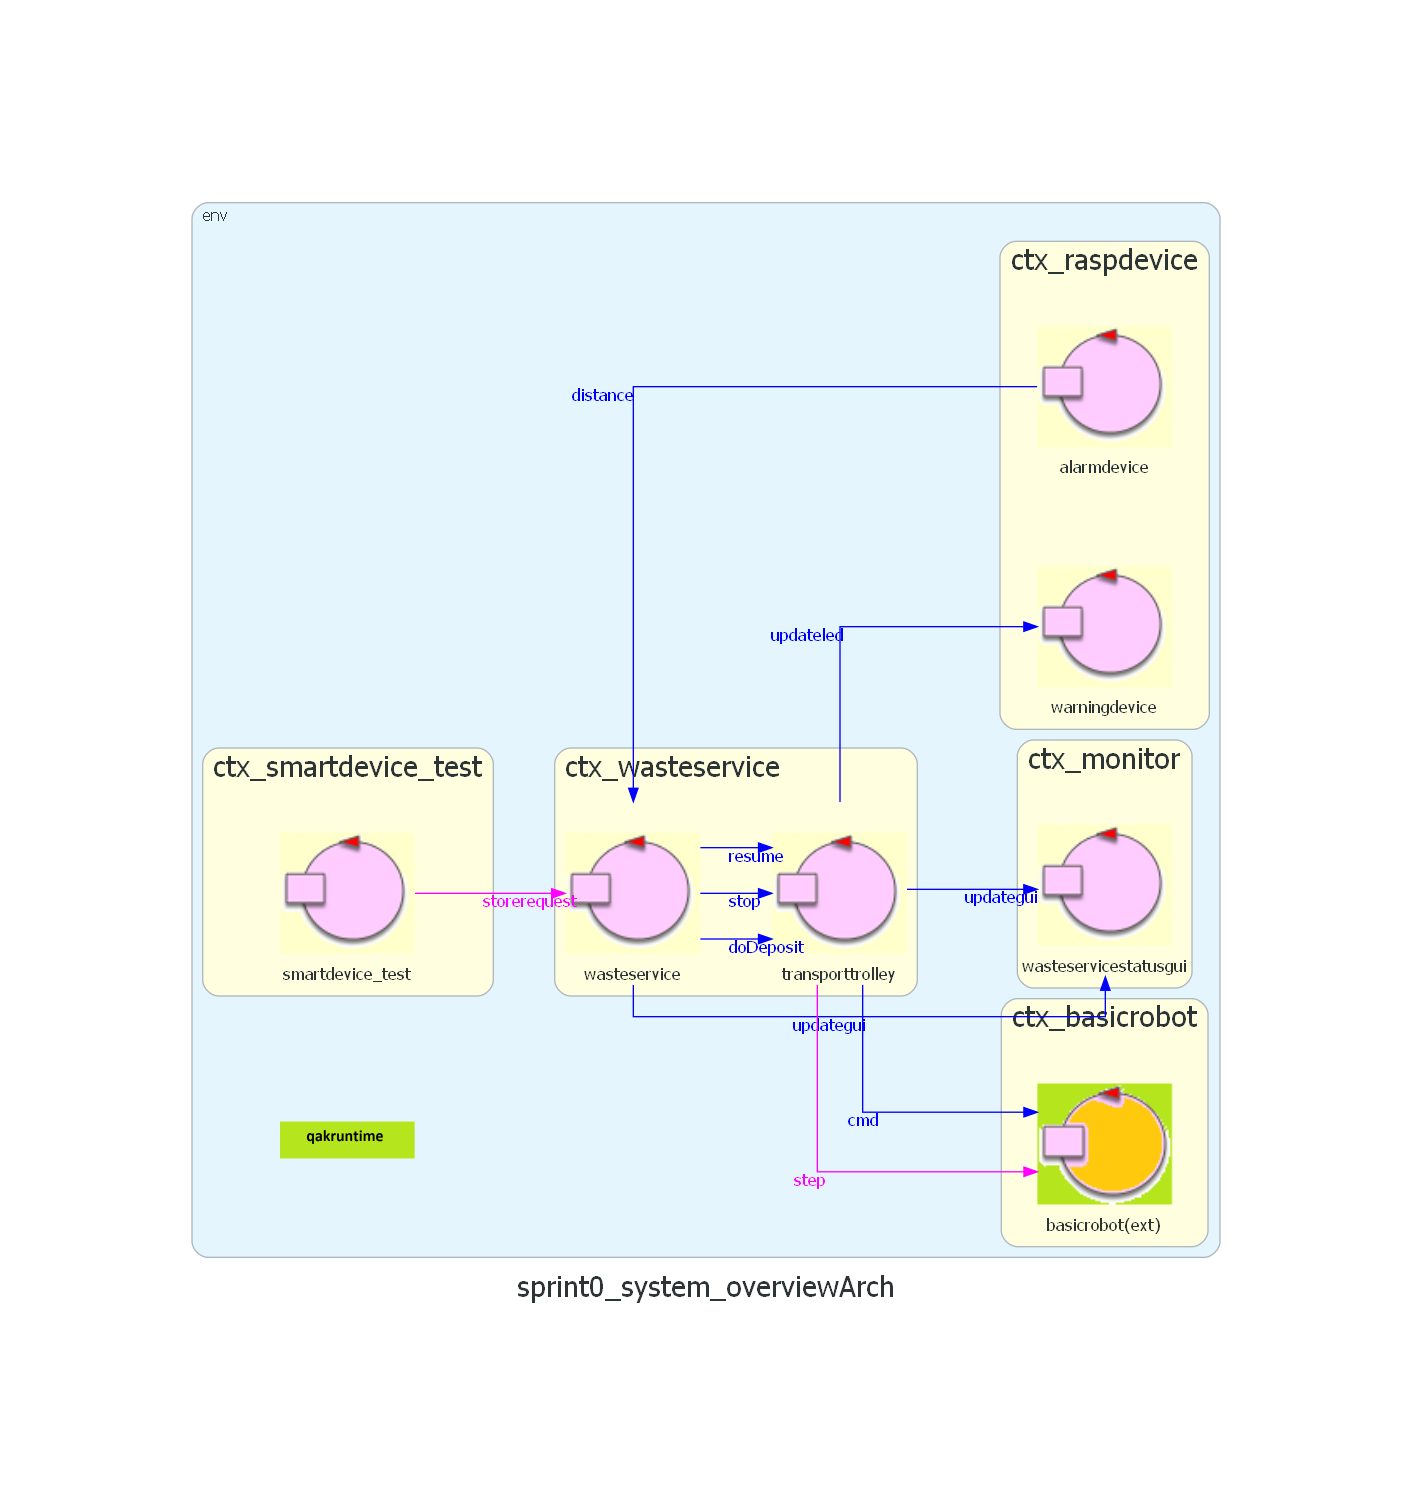 env
ctx_raspdevice
distance
alarmdevice
updateled
warningdevice
ctx_smartdevice_test
ctx_wasteservice
ctx_monitor
resume
storerequest
stop
updategui
doDeposit
smartdevice_test
wasteservice
transporttrolley
wasteservicestatusgui
updategui
ctx_basicrobot
cmd
qakruntime
step
basicrobot(ext)
sprint0_system_overviewArch